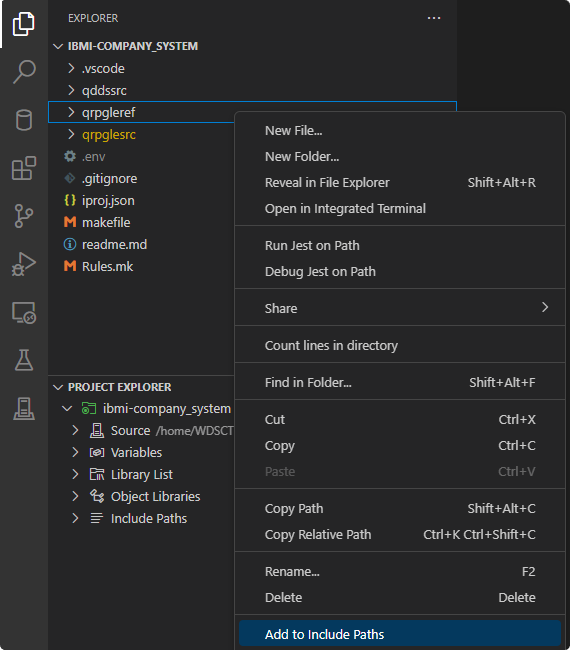 EXPLORER
IBMI-COMPANY_SYSTEM
.vscode
qddssrc
qrpgleref
qrpglesrc
.env
.gitignore
iproj.json
makefile
readme.md
Rules.mk
PROJECT EXPLORER
ibmi-company_system
Source /home/WDSCT
Variables
Library List
Object Libraries
Include Paths
New File...
New Folder...
Reveal in File Explorer Shift+Alt+R
Open in Integrated Terminal
Run Jest on Path
Debug Jest on Path
Share
Count lines in directory
Find in Folder... Shift+Alt+F
Cut Ctrl+X
Copy Ctrl+C
Paste Ctrl+V
Copy Path Shift+Alt+C
Copy Relative Path Ctrl+K Ctrl+Shift+C
Rename... F2
Delete Delete
Add to Include Paths